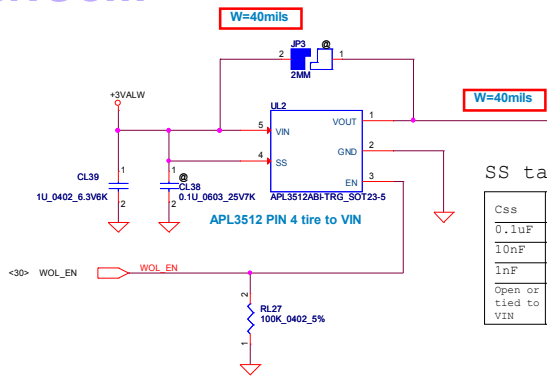 W=40mils
JP3 @
2 1
2MM
W=40mils
+3VALW
UL2
5 VIN VOUT 1
4 SS GND 2
EN 3
APL3512ABI-TRG_SOT23-5
1
CL39
1U_0402_6.3V6K
2
1
@
CL38
0.1U_0603_25V7K
2
APL3512 PIN 4 tire to VIN
SS ta
Css
0.1uF
10nF
1nF
Open or
tied to
VIN
<30> WOL_EN WOL_EN
2
RL27
100K_0402_5%
1